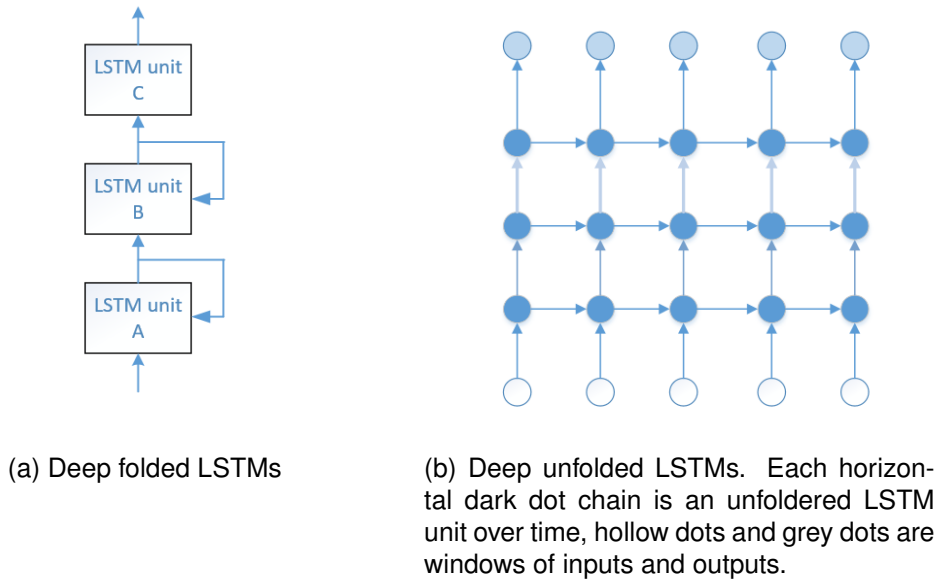 LSTM unit
C
LSTM unit
B
LSTM unit
A
(a) Deep folded LSTMs
(b) Deep unfolded LSTMs. Each horizon-
tal dark dot chain is an unfoldered LSTM
unit over time, hollow dots and grey dots are
windows of inputs and outputs.